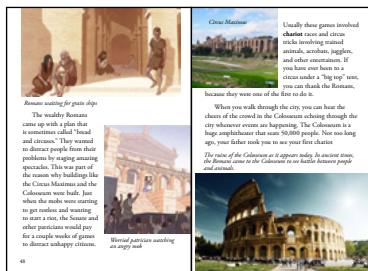 Romans waiting for grain ships
The wealthy Romans
came up with a plan that
is sometimes called "bread
and circuses." They wanted
to distract people from their
problems by staging amazing
spectacles. This was part of
the reason why buildings like
the Circus Maximus and the
Colosseum were built. Just
when the mobs were starting
to get restless and wanting
to start a riot, the Senate and
other patricians would pay
for a couple weeks of games
to distract unhappy citizens.
Worried patrician watching
an angry mob
48
Circus Maximus
Usually these games involved
chariot races and circus
tricks involving trained
animals, acrobats, jugglers,
and other entertainers. If
you have ever been to a
circus under a "big top" tent,
you can thank the Romans,
because they were one of the first to do it.
When you walk through the city, you can hear the
cheers of the crowd in the Colosseum echoing through the
city whenever events are happening. The Colosseum is a
huge amphitheater that seats 50,000 people. Not too long
ago, your father took you to see your first chariot
The ruins of the Colosseum as it appears today. In ancient times,
the Romans came to the Colosseum to see battles between people
and animals.